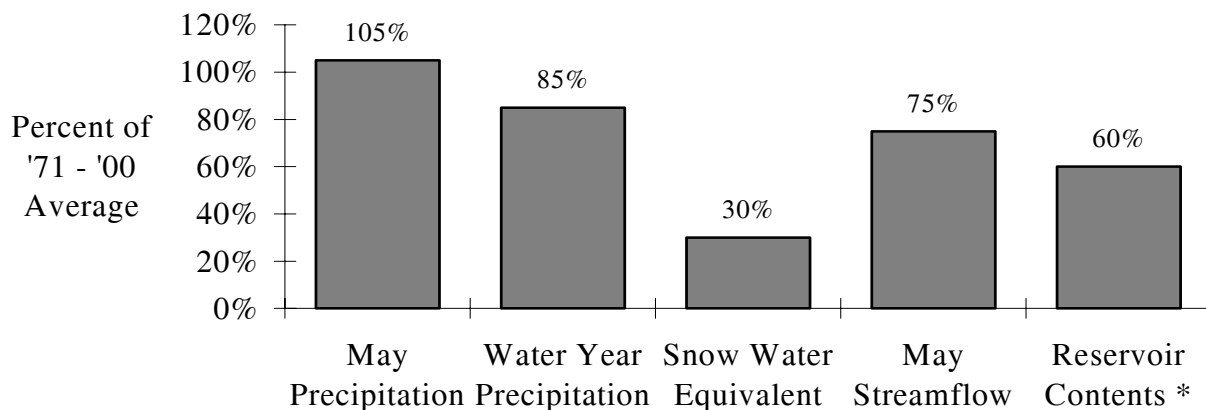 120%
100%
80%
60%
40%
20%
0%
Percent of
'71 - '00
Average
105%
85%
30%
75%
60%
May
Precipitation
Water Year
Precipitation
Snow Water
Equivalent
May
Streamflow
Reservoir
Contents *